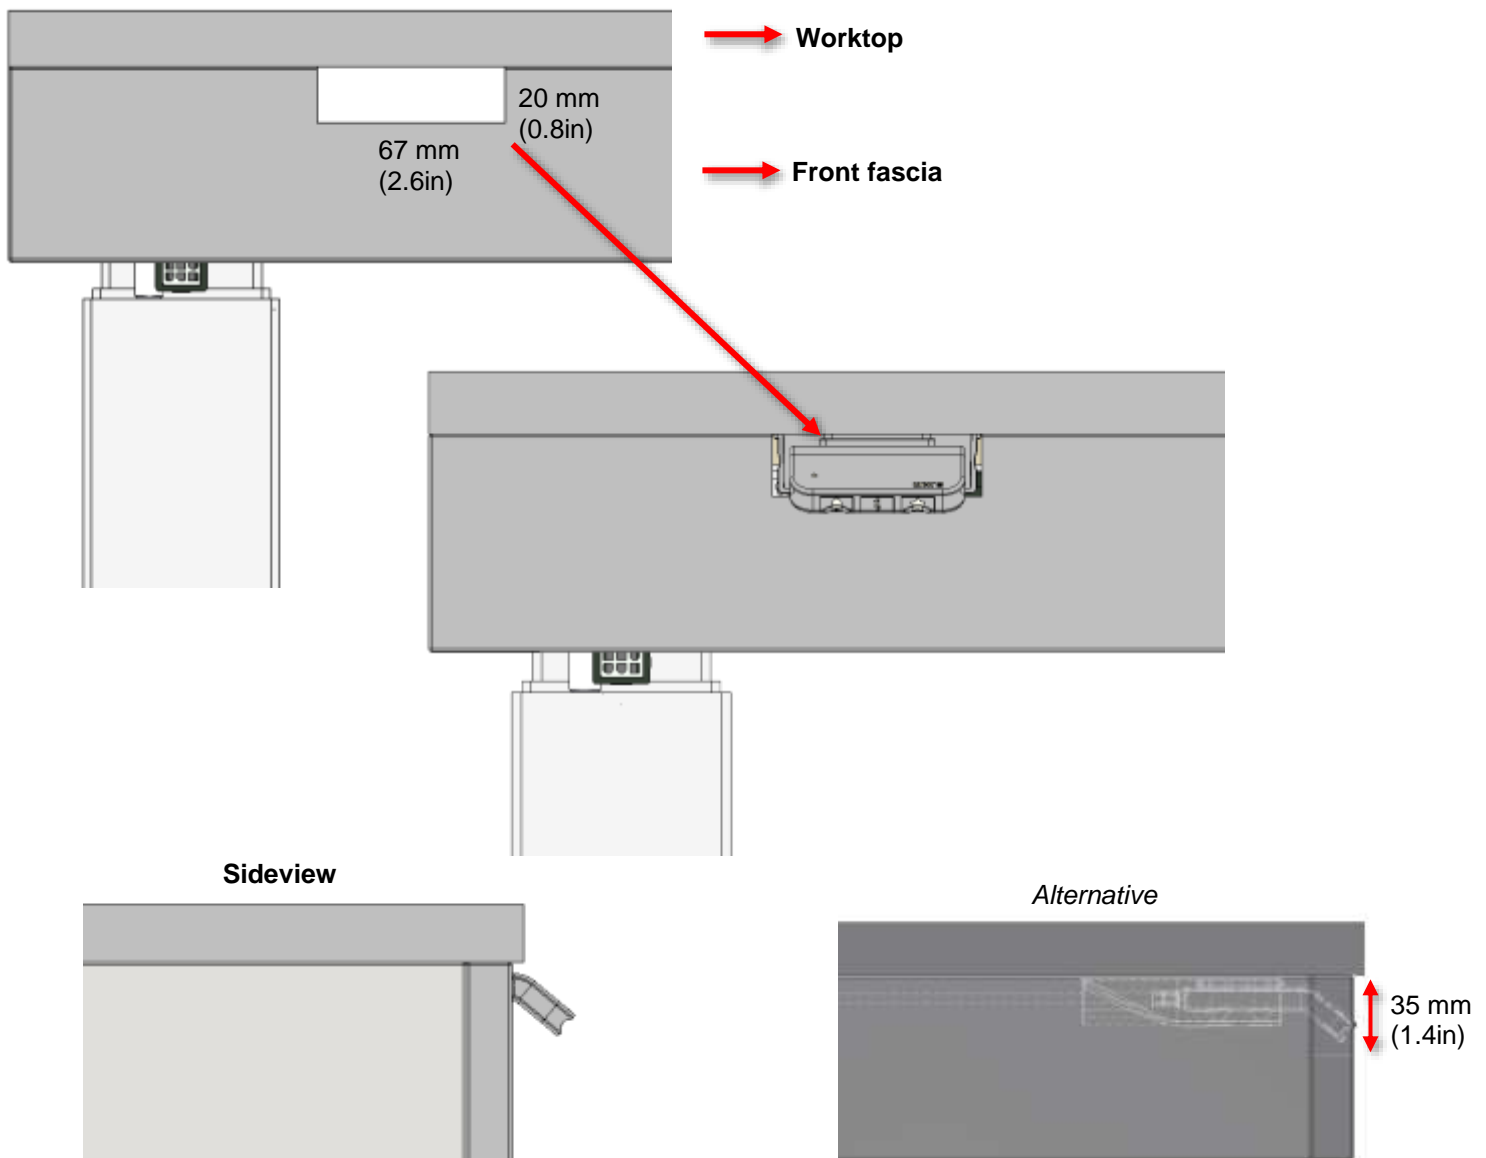 Worktop
20 mm
(0.8in)
67 mm
(2.6in)
Front fascia
Sideview
Alternative
35 mm
(1.4in)